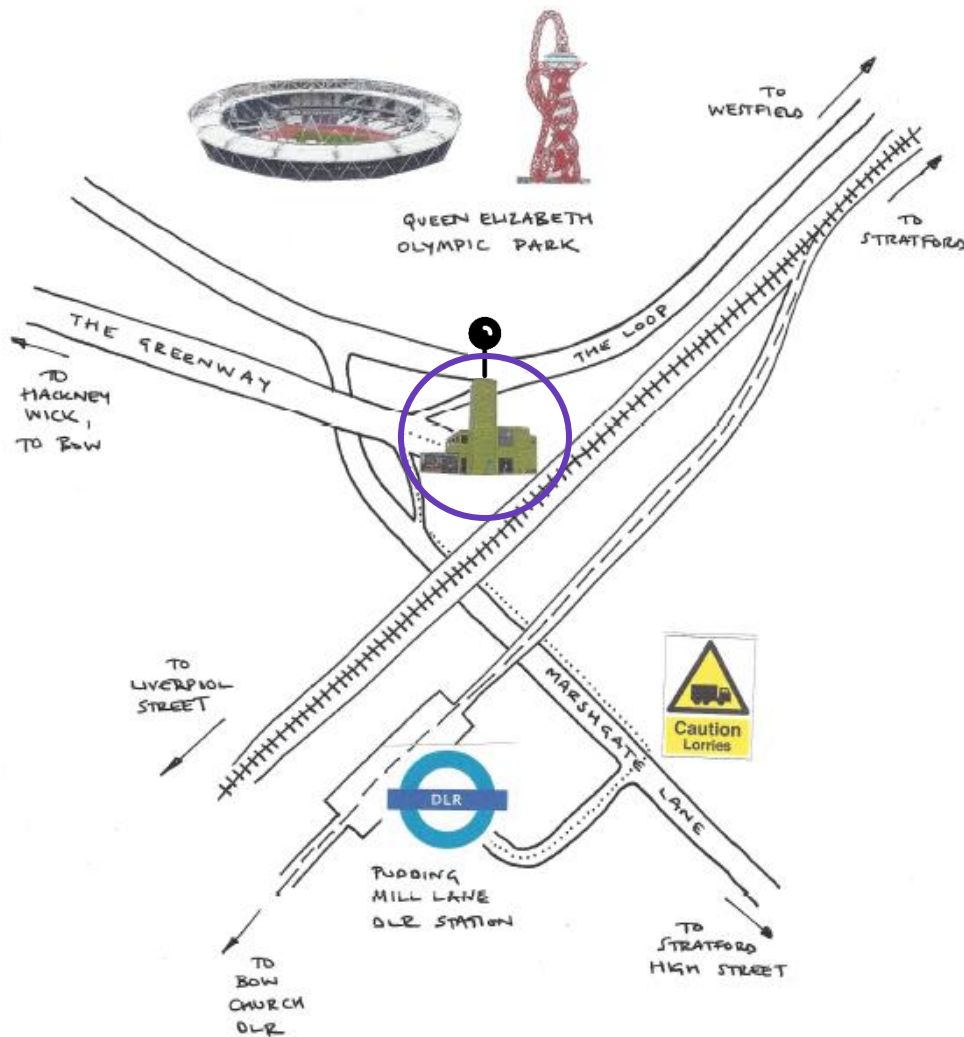 TO
WESTFIELD
QUEEN ELIZABETH
OLYMPIC PARK
TO
STRATFORD
THE LOOP
THE GREENWAY
TO
HACKNEY
WICK,
TO BOW
TO
LIVERPOOL
STREET
MARSHGATE LANE
Caution
Lorries
DLR
PUDDING
MILL LANE
DLR STATION
TO
STRATFORD
HIGH STREET
TO
BOW
CHURCH
DLR